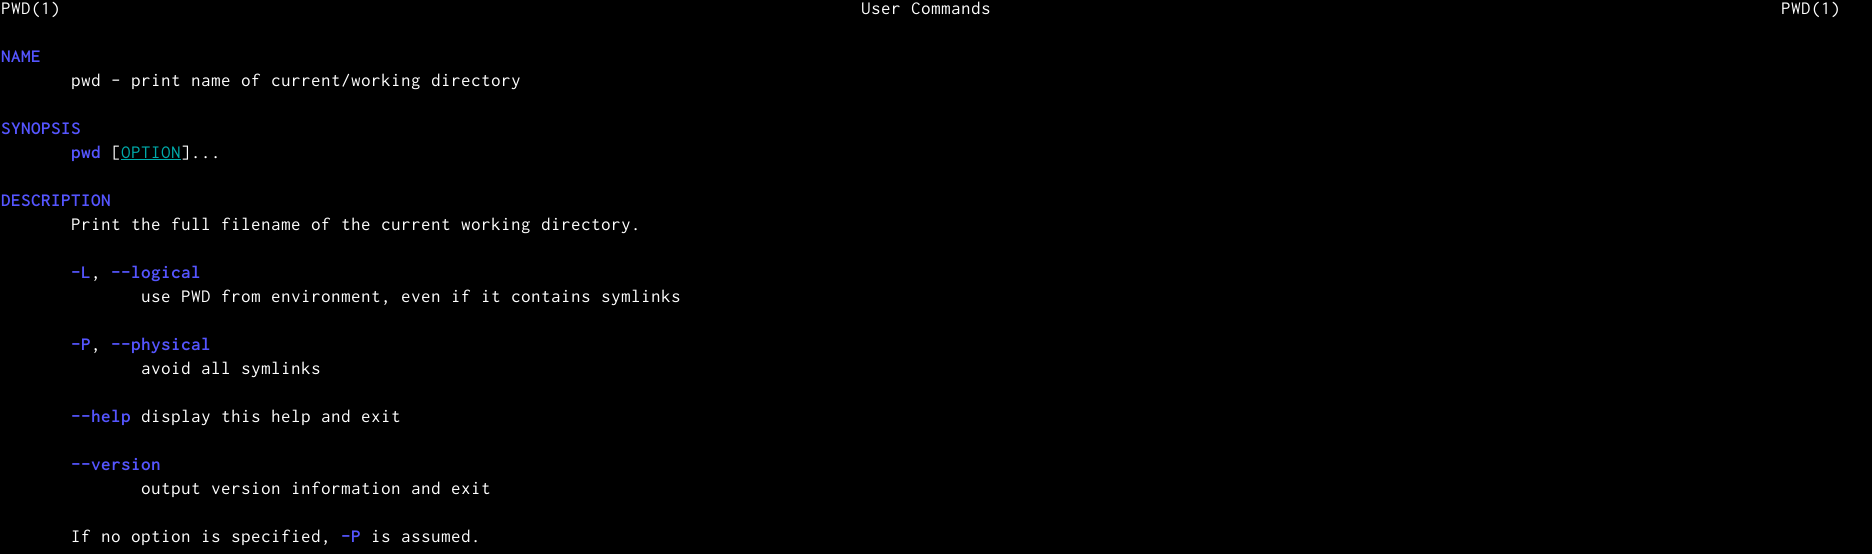 PWD(1) User Commands PWD(1)
NAME
pwd - print name of current/working directory
SYNOPSIS
pwd [OPTION]...
DESCRIPTION
Print the full filename of the current working directory.
-L, --logical
use PWD from environment, even if it contains symlinks
-P, --physical
avoid all symlinks
--help display this help and exit
--version
output version information and exit
If no option is specified, -P is assumed.